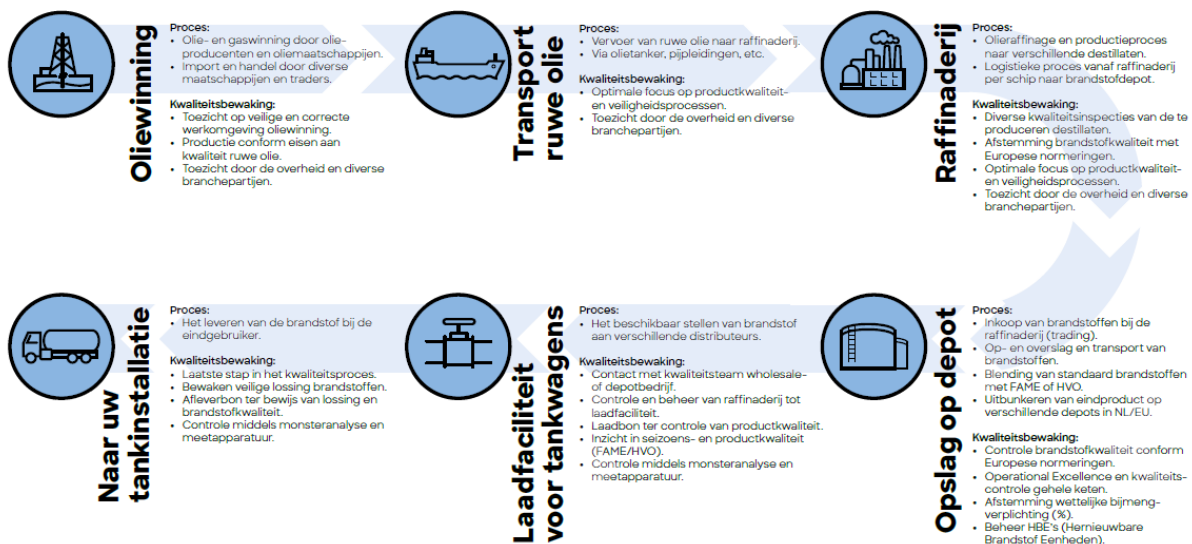 Oliewinning
Proces:
• Olie- en gaswinning door olie-
producenten en oliemaatschappijen.
• Import en handel door diverse
maatschappijen en traders.
Kwaliteitsbewaking:
• Toezicht op veilige en correcte
werkomgeving oliewinning.
• Productie conform eisen aan
kwaliteit ruwe olie.
• Toezicht door de overheid en diverse
branchepartijen.
Transport
ruwe olie
Proces:
• Vervoer van ruwe olie naar raffinaderij.
• Via olietanker, pijpleidingen, etc.
Kwaliteitsbewaking:
• Optimale focus op productkwaliteit-
en veiligheidsprocessen.
• Toezicht door de overheid en diverse
branchepartijen.
Raffinaderij
Proces:
• Olieraffinage en productieproces
naar verschillende destillaten.
• Logistieke proces vanaf raffinaderij
per schip naar brandstofdepot.
Kwaliteitsbewaking:
• Diverse kwaliteitsinspecties van de te
produceren destillaten.
• Afstemming brandstofkwaliteit met
Europese normeringen.
• Optimale focus op productkwaliteit-
en veiligheidsprocessen.
• Toezicht door de overheid en diverse
branchepartijen.
Naar uw
tankinstallatie
Proces:
• Het leveren van de brandstof bij de
eindgebruiker.
Kwaliteitsbewaking:
• Laatste stap in het kwaliteitsproces.
• Bewaken veilige lossing brandstoffen.
• Afleverbon ter bewijs van lossing en
brandstofkwaliteit.
• Controle middels monsteranalyse en
meetapparatuur.
Laadfaciliteit
voor tankwagens
Proces:
• Het beschikbaar stellen van brandstof
aan verschillende distributeurs.
Kwaliteitsbewaking:
• Contact met kwaliteitsteam wholesale-
of depotbedrijf.
• Controle en beheer van raffinaderij tot
laadfaciliteit.
• Laadbon ter controle van productkwaliteit.
• Inzicht in seizoens- en productkwaliteit
(FAME/HVO).
• Controle middels monsteranalyse en
meetapparatuur.
Opslag op depot
Proces:
• Inkoop van brandstoffen bij de
raffinaderij (trading).
• Op- en overslag en transport van
brandstoffen.
• Blending van standaard brandstoffen
met FAME of HVO.
• Uitbunkeren van eindproduct op
verschillende depots in NL/EU.
Kwaliteitsbewaking:
• Controle brandstofkwaliteit conform
Europese normeringen.
• Operational Excellence en kwaliteits-
controle gehele keten.
• Afstemming wettelijke bijmeng-
verplichting (%).
• Beheer HBE's (Hernieuwbare
Brandstof Eenheden).